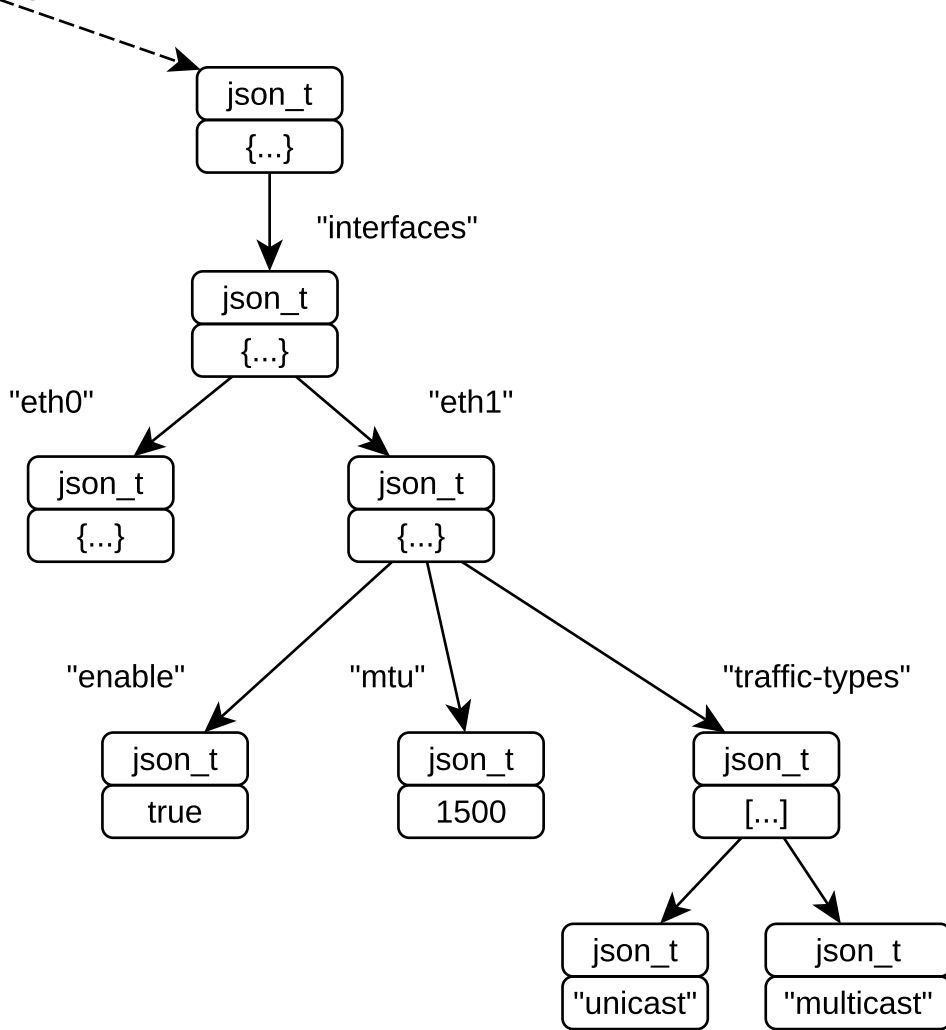 json_t
{...}
"interfaces"
json_t
{...}
"eth0"
"eth1"
json_t
{...}
json_t
{...}
"enable"
"mtu"
"traffic-types"
json_t
true
json_t
1500
json_t
[...]
json_t
"unicast"
json_t
"multicast"